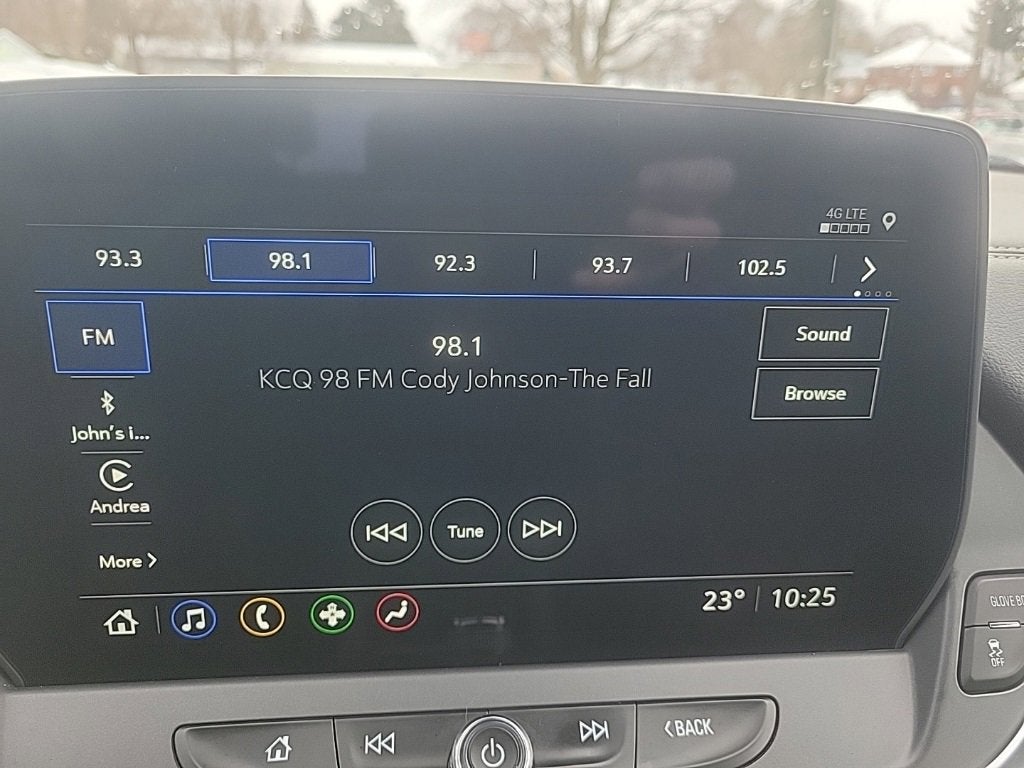 4G LTE
93.3
98.1
92.3
93.7
102.5
FM
98.1
Sound
KCQ 98 FM Cody Johnson-The Fall
Browse
John's i...
Andrea
Tune
More
23° 10:25
GLOVE BO
OFF
BACK